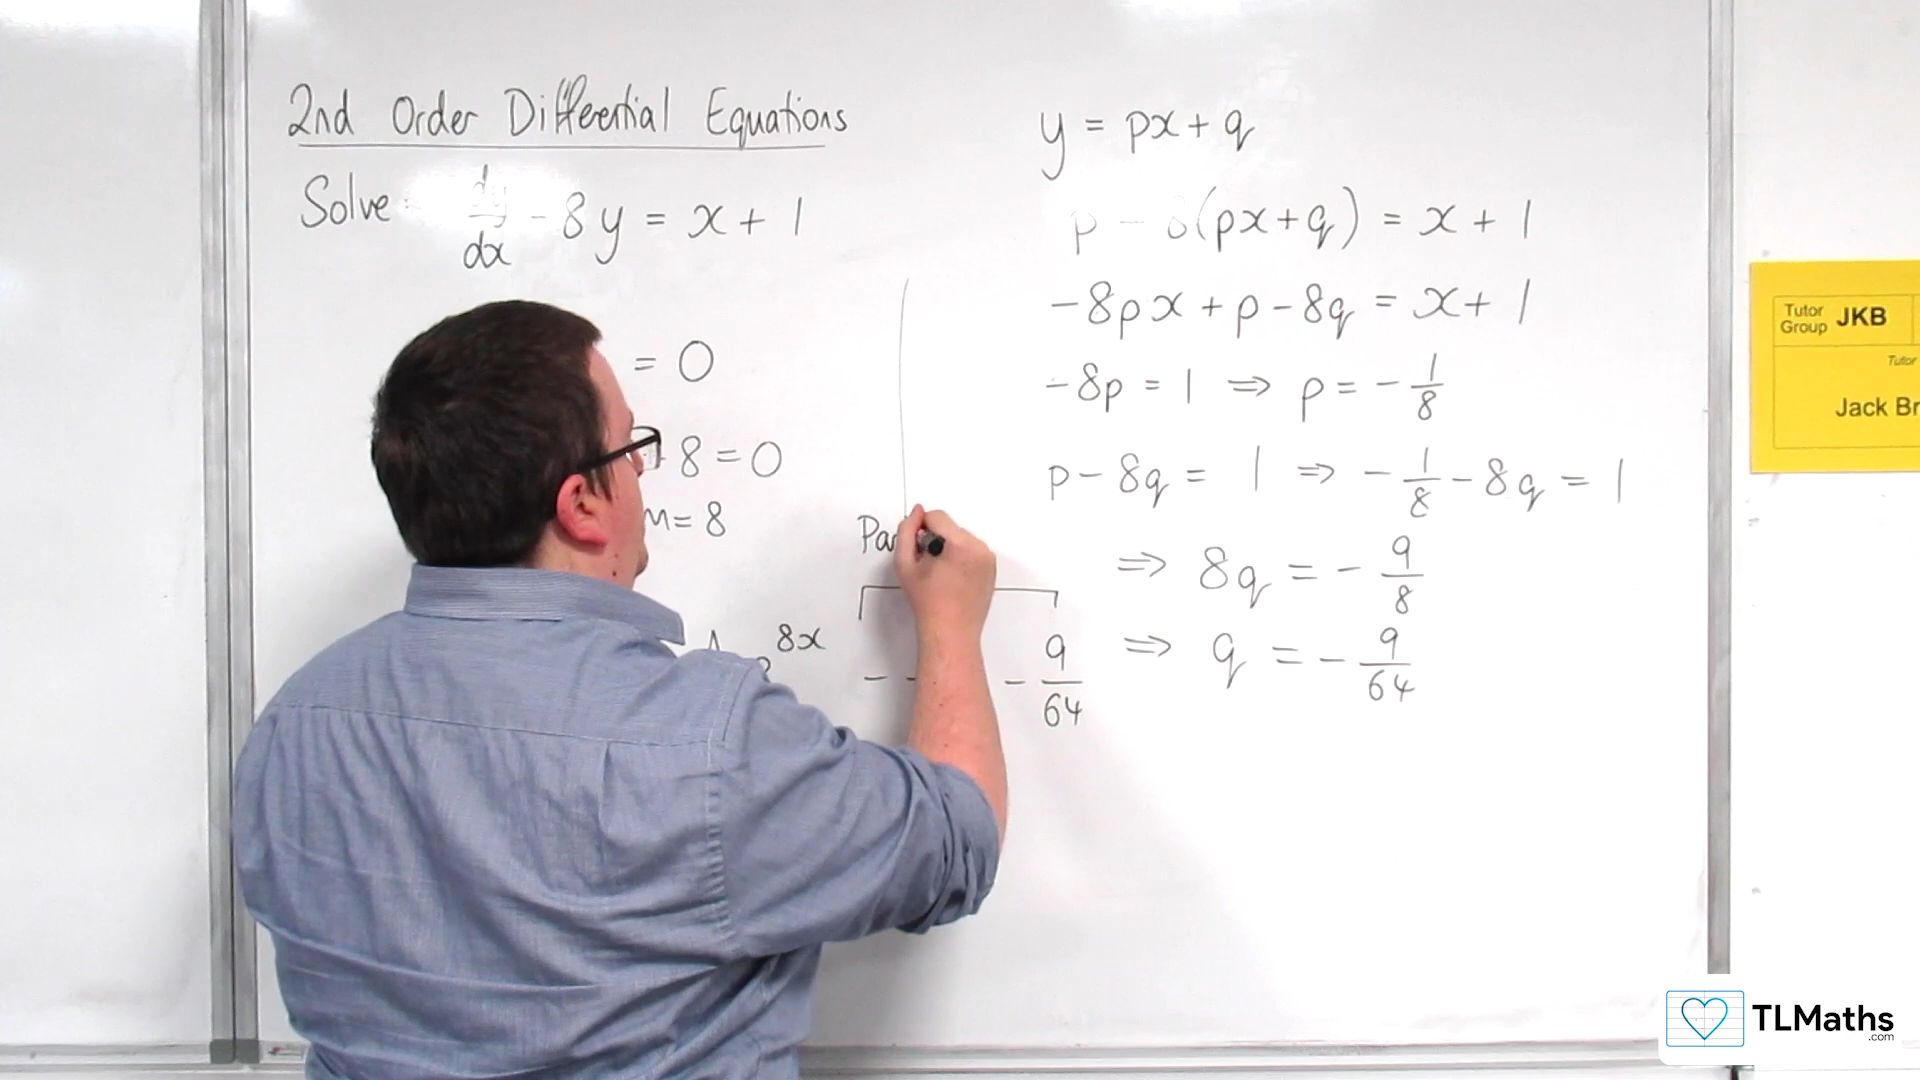 2nd Order Differential Equations
Solve dy/dx - 8y = x + 1
= 0
8 = 0
m = 8
8x
- 9/64
y = px + q
p - 8(px + q) = x + 1
-8px + p - 8q = x + 1
-8p = 1 ⇒ p = -1/8
p - 8q = 1 ⇒ -1/8 - 8q = 1
⇒ 8q = -9/8
⇒ q = -9/64
Tutor Group JKB
Tutor
Jack Br
TLMaths
.com